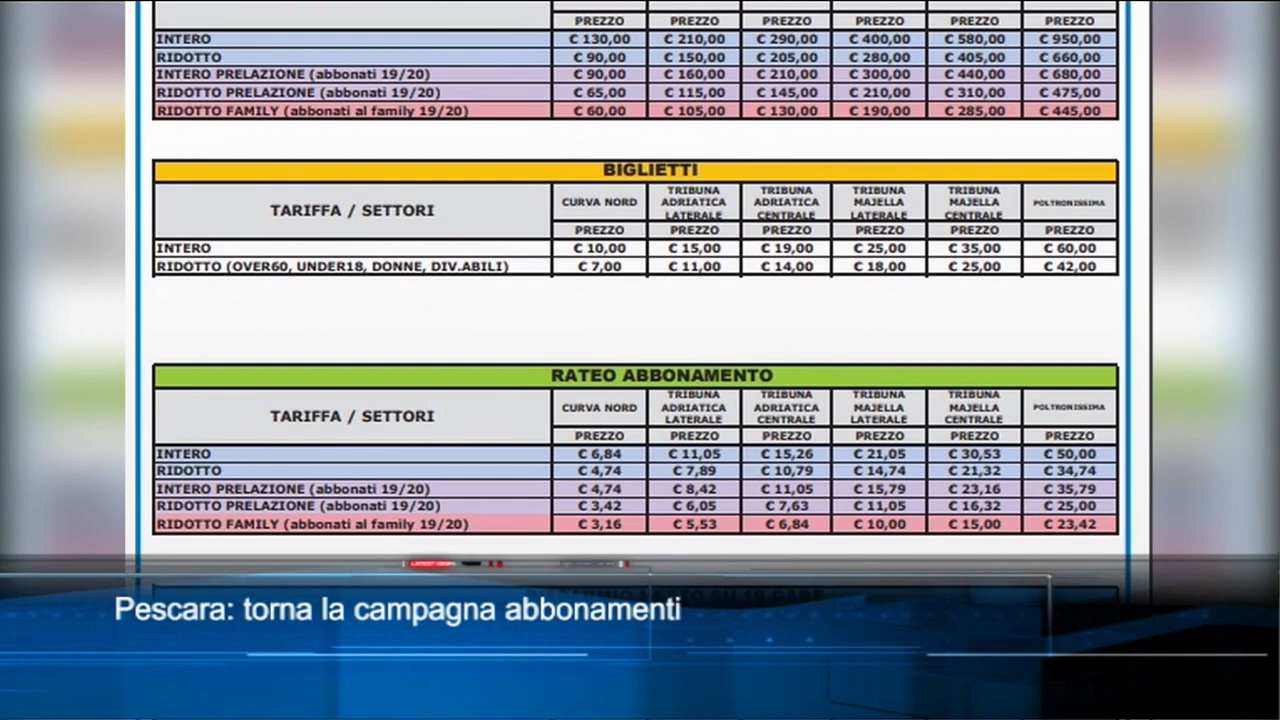 PREZZO PREZZO PREZZO PREZZO PREZZO PREZZO
INTERO € 130,00 € 210,00 € 290,00 € 400,00 € 580,00 € 950,00
RIDOTTO € 90,00 € 150,00 € 205,00 € 280,00 € 405,00 € 660,00
INTERO PRELAZIONE (abbonati 19/20) € 90,00 € 160,00 € 210,00 € 300,00 € 440,00 € 680,00
RIDOTTO PRELAZIONE (abbonati 19/20) € 65,00 € 115,00 € 145,00 € 210,00 € 310,00 € 475,00
RIDOTTO FAMILY (abbonati al family 19/20) € 60,00 € 105,00 € 130,00 € 190,00 € 285,00 € 445,00
BIGLIETTI
TARIFFA / SETTORI CURVA NORD TRIBUNA ADRIATICA LATERALE TRIBUNA ADRIATICA CENTRALE TRIBUNA MAJELLA LATERALE TRIBUNA MAJELLA CENTRALE POLTRONISSIMA
PREZZO PREZZO PREZZO PREZZO PREZZO PREZZO
INTERO € 10,00 € 15,00 € 19,00 € 25,00 € 35,00 € 60,00
RIDOTTO (OVER60, UNDER18, DONNE, DIV.ABILI) € 7,00 € 11,00 € 14,00 € 18,00 € 25,00 € 42,00
RATEO ABBONAMENTO
TARIFFA / SETTORI CURVA NORD TRIBUNA ADRIATICA LATERALE TRIBUNA ADRIATICA CENTRALE TRIBUNA MAJELLA LATERALE TRIBUNA MAJELLA CENTRALE POLTRONISSIMA
PREZZO PREZZO PREZZO PREZZO PREZZO PREZZO
INTERO € 6,84 € 11,05 € 15,26 € 21,05 € 30,53 € 50,00
RIDOTTO € 4,74 € 7,89 € 10,79 € 14,74 € 21,32 € 34,74
INTERO PRELAZIONE (abbonati 19/20) € 4,74 € 8,42 € 11,05 € 15,79 € 23,16 € 35,79
RIDOTTO PRELAZIONE (abbonati 19/20) € 3,42 € 6,05 € 7,63 € 11,05 € 16,32 € 25,00
RIDOTTO FAMILY (abbonati al family 19/20) € 3,16 € 5,53 € 6,84 € 10,00 € 15,00 € 23,42
LATEST NEWS
SU 19 GARE
Pescara: torna la campagna abbonamenti